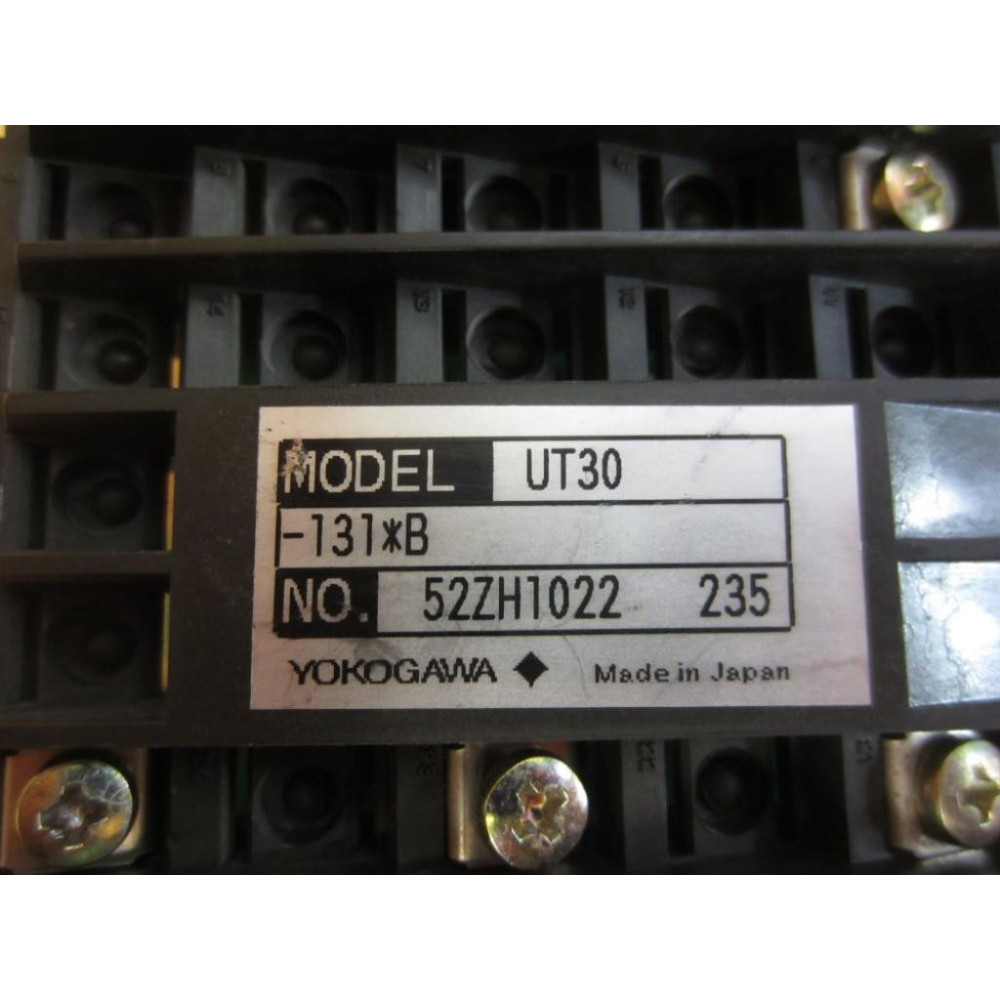 MODEL UT30
-131*B
NO. 52ZH1022 235
YOKOGAWA Made in Japan